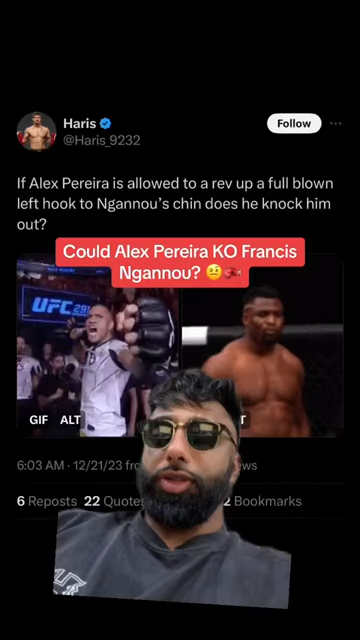 Haris
@Haris_9232
Follow
If Alex Pereira is allowed to a rev up a full blown
left hook to Ngannou's chin does he knock him
out?
Could Alex Pereira KO Francis
Ngannou? 🤨🥊
UFC 295
GIF ALT
6:03 AM · 12/21/23
6 Reposts 22 Bookmarks